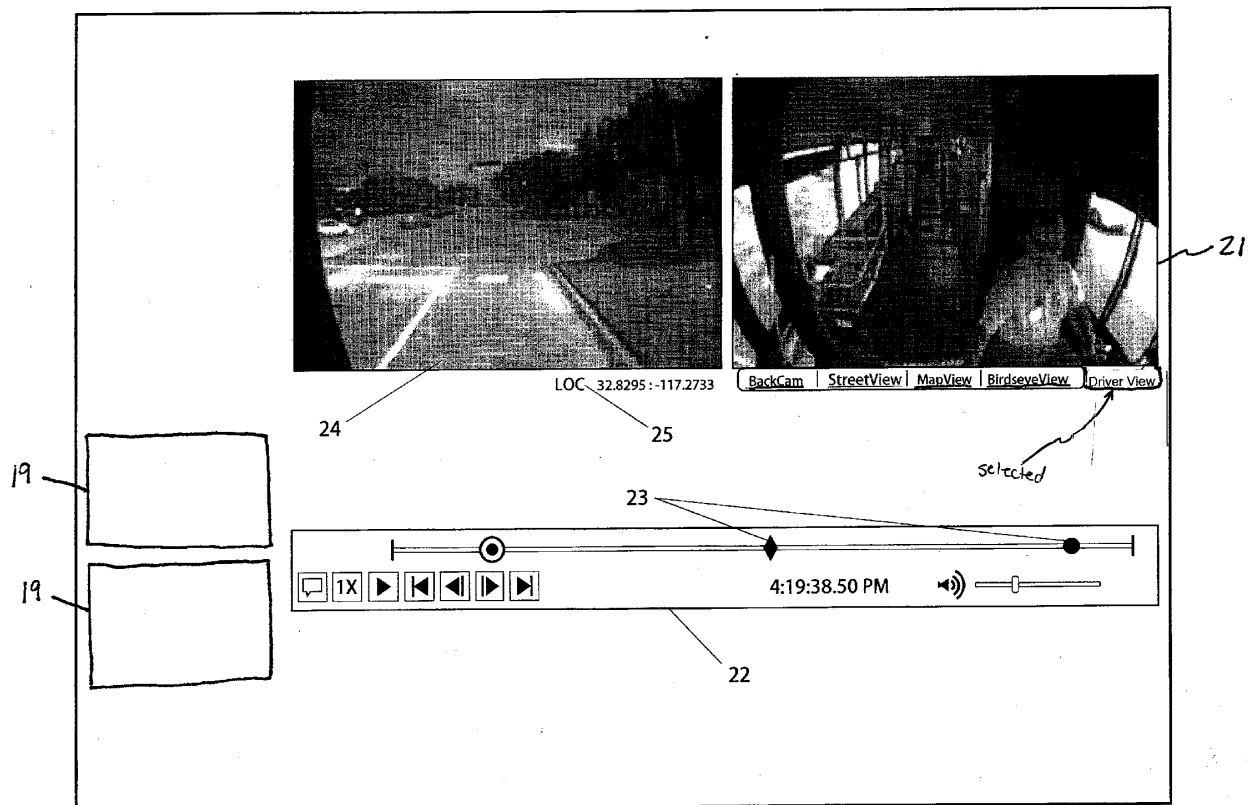 21
LOC 32.8295 : -117.2733
BackCam StreetView MapView BirdseyeView Driver View
24
25
selected
19
23
1X 4:19:38.50 PM
19
22